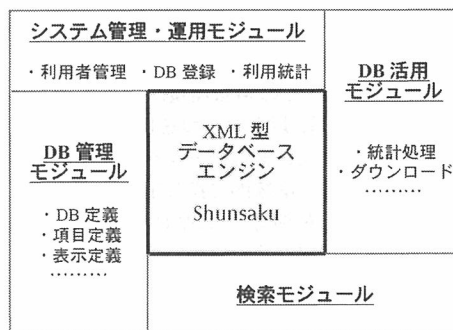 システム管理・運用モジュール
・利用者管理 ・DB 登録 ・利用統計
DB 管理
モジュール
・DB 定義
・項目定義
・表示定義
………
XML 型
データベース
エンジン
Shunsaku
DB 活用
モジュール
・統計処理
・ダウンロード
………
検索モジュール